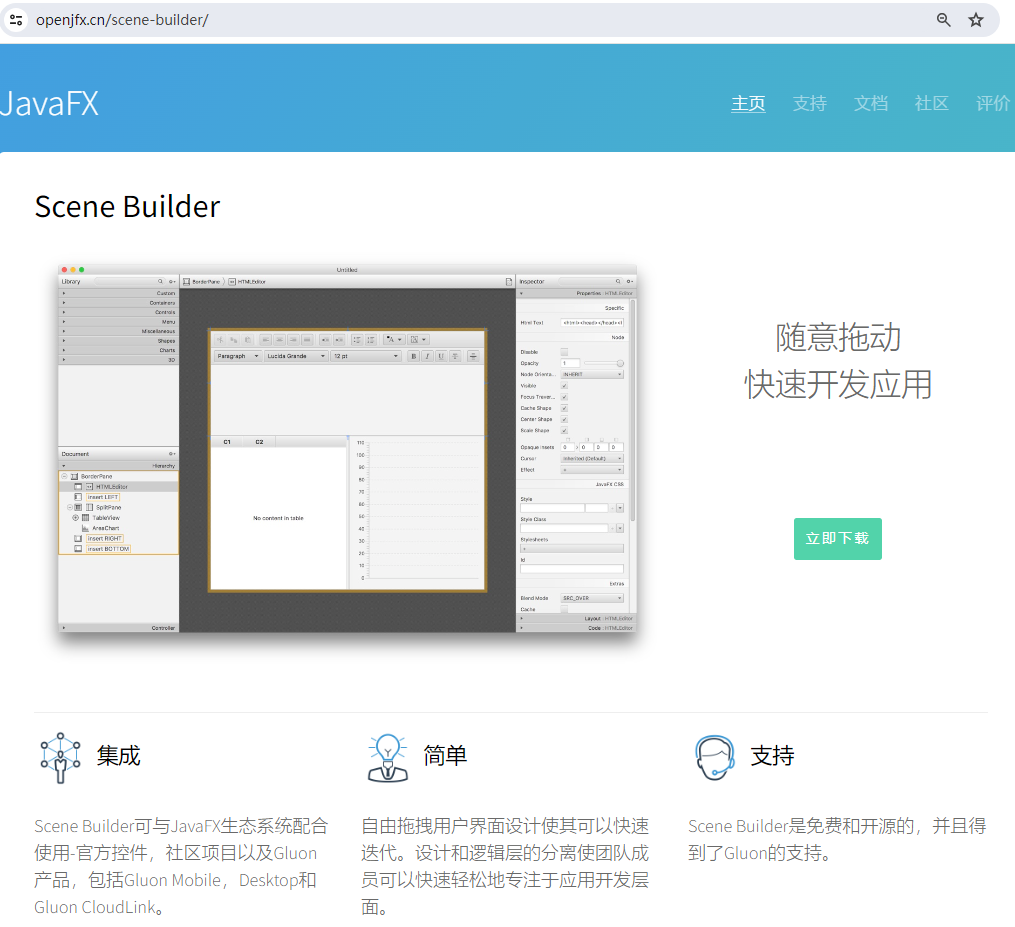 openjfx.cn/scene-builder/
JavaFX
主页 支持 文档 社区 评价
Scene Builder
Untitled
Library
BorderPane HTMLEditor
Inspector
Custom
Containers
Controls
Menu
Miscellaneous
Shapes
Charts
3D
Document
Hierarchy
BorderPane
HTMLEditor
insert LEFT
SplitPane
TableView
AreaChart
insert RIGHT
insert BOTTOM
Controller
Paragraph Lucida Grande 12 pt
C1 C2
No content in table
110
100
90
80
70
60
50
40
30
20
10
0
Properties : HTMLEditor
Specific
Html Text <html><head></head><t
Node
Disable
Opacity 1
Node Orienta... INHERIT
Visible
Focus Traver...
Cache Shape
Center Shape
Scale Shape
Opaque Insets 0 0 0 0
Cursor Inherited (Default)
Effect +
JavaFX CSS
Style
Style Class
Stylesheets
+
Id
Extras
Blend Mode SRC_OVER
Cache
Layout : HTMLEditor
Code : HTMLEditor
随意拖动
快速开发应用
立即下载
集成
Scene Builder可与JavaFX生态系统配合
使用-官方控件，社区项目以及Gluon
产品，包括Gluon Mobile，Desktop和
Gluon CloudLink。
简单
自由拖拽用户界面设计使其可以快速
迭代。设计和逻辑层的分离使团队成
员可以快速轻松地专注于应用开发层
面。
支持
Scene Builder是免费和开源的，并且得
到了Gluon的支持。